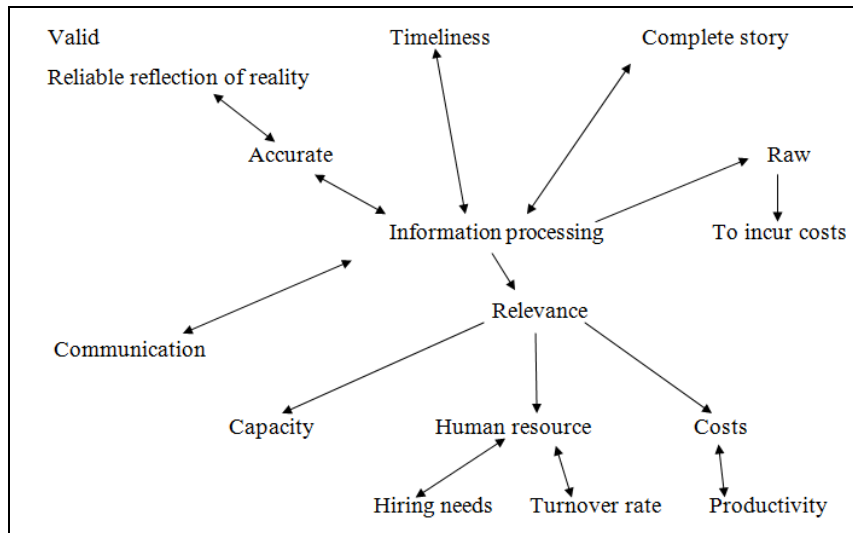 Valid
Timeliness
Complete story
Reliable reflection of reality
Accurate
Raw
Information processing
To incur costs
Relevance
Communication
Capacity
Human resource
Costs
Hiring needs
Turnover rate
Productivity